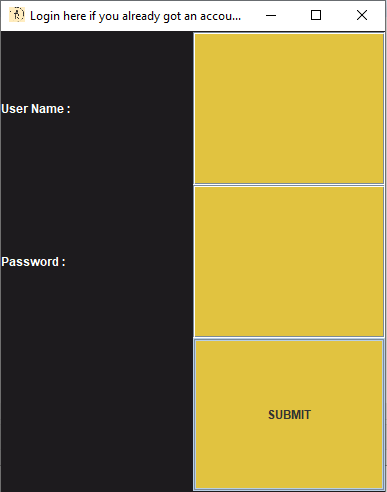 Login here if you already got an accou...
User Name :
Password :
SUBMIT